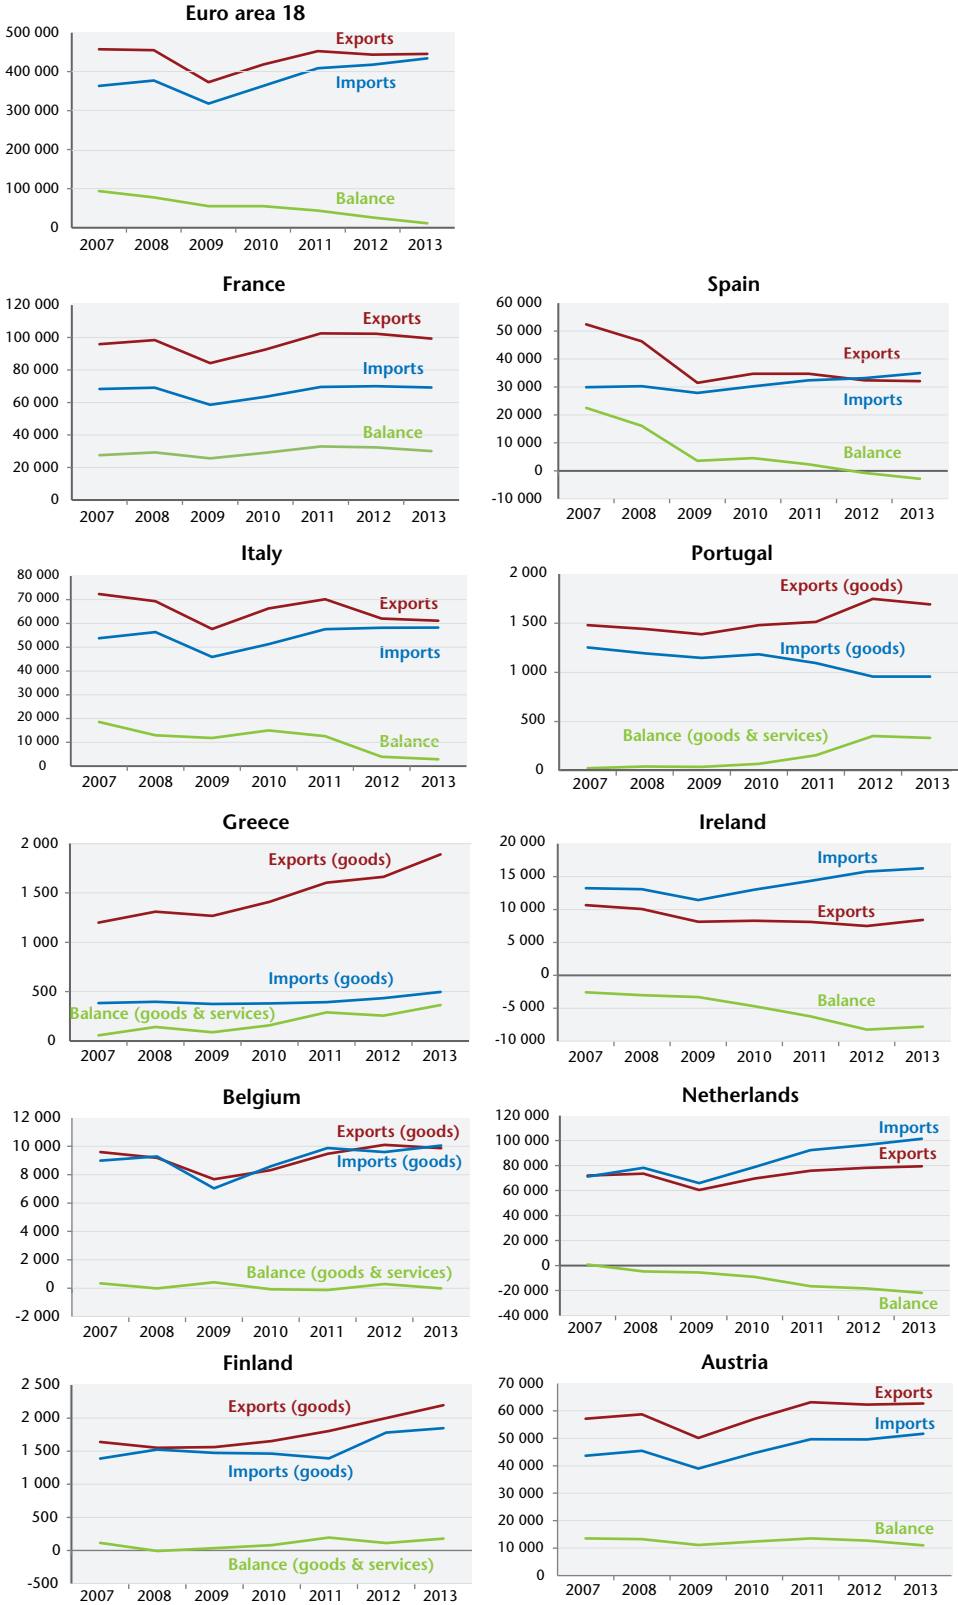 Euro area 18
500 000
400 000
300 000
200 000
100 000
0
Exports
Imports
Balance
2007 2008 2009 2010 2011 2012 2013
France
120 000
100 000
80 000
60 000
40 000
20 000
0
Exports
Imports
Balance
2007 2008 2009 2010 2011 2012 2013
Spain
60 000
50 000
40 000
30 000
20 000
10 000
0
-10 000
Exports
Imports
Balance
2007 2008 2009 2010 2011 2012 2013
Italy
80 000
70 000
60 000
50 000
40 000
30 000
20 000
10 000
0
Exports
Imports
Balance
2007 2008 2009 2010 2011 2012 2013
Portugal
2 000
1 500
1 000
500
0
Exports (goods)
Imports (goods)
Balance (goods & services)
2007 2008 2009 2010 2011 2012 2013
Greece
2 000
1 500
1 000
500
0
Exports (goods)
Imports (goods)
Balance (goods & services)
2007 2008 2009 2010 2011 2012 2013
Ireland
20 000
15 000
10 000
5 000
0
-5 000
-10 000
Imports
Exports
Balance
2007 2008 2009 2010 2011 2012 2013
Belgium
12 000
10 000
8 000
6 000
4 000
2 000
0
-2 000
Exports (goods)
Imports (goods)
Balance (goods & services)
2007 2008 2009 2010 2011 2012 2013
Netherlands
120 000
100 000
80 000
60 000
40 000
20 000
0
-20 000
-40 000
Imports
Exports
Balance
2007 2008 2009 2010 2011 2012 2013
Finland
2 500
2 000
1 500
1 000
500
0
-500
Exports (goods)
Imports (goods)
Balance (goods & services)
2007 2008 2009 2010 2011 2012 2013
Austria
70 000
60 000
50 000
40 000
30 000
20 000
10 000
0
Exports
Imports
Balance
2007 2008 2009 2010 2011 2012 2013